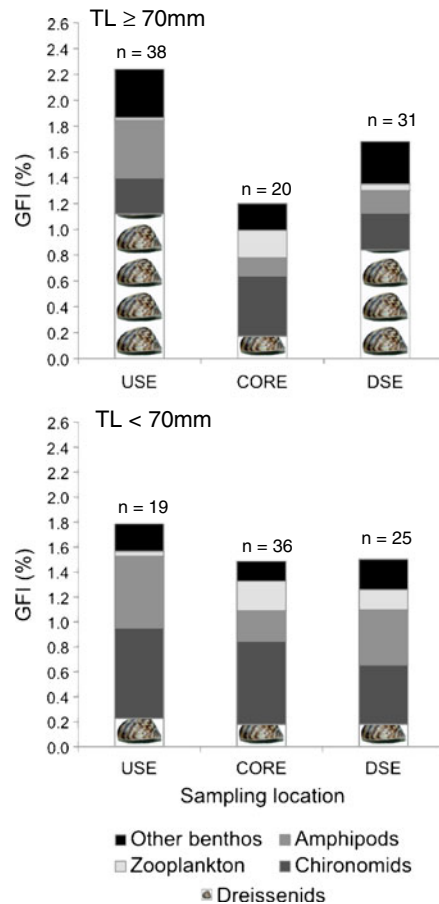 TL ≥ 70mm
GFI (%)
2.6
2.4
2.2
2.0
1.8
1.6
1.4
1.2
1.0
0.8
0.6
0.4
0.2
0.0
n = 38
n = 20
n = 31
USE CORE DSE
TL < 70mm
GFI (%)
2.6
2.4
2.2
2.0
1.8
1.6
1.4
1.2
1.0
0.8
0.6
0.4
0.2
0.0
n = 19
n = 36
n = 25
USE CORE DSE
Sampling location
Other benthos Amphipods
Zooplankton Chironomids
Dreissenids